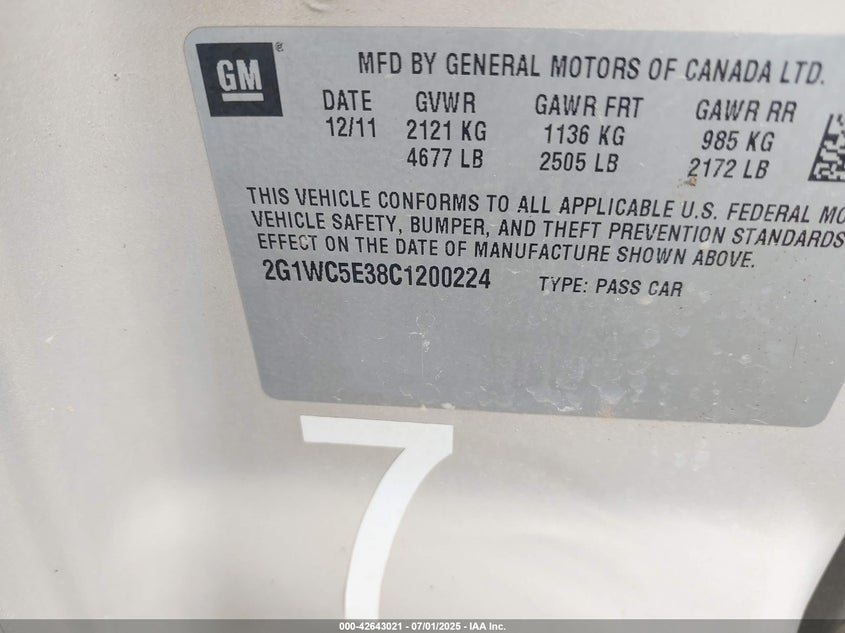 GM ®
MFD BY GENERAL MOTORS OF CANADA LTD.
DATE GVWR GAWR FRT GAWR RR
12/11 2121 KG 1136 KG 985 KG
4677 LB 2505 LB 2172 LB
THIS VEHICLE CONFORMS TO ALL APPLICABLE U.S. FEDERAL MO
VEHICLE SAFETY, BUMPER, AND THEFT PREVENTION STANDARDS
EFFECT ON THE DATE OF MANUFACTURE SHOWN ABOVE.
2G1WC5E38C1200224 TYPE: PASS CAR
7
000-42643021 - 07/01/2025 - IAA Inc.